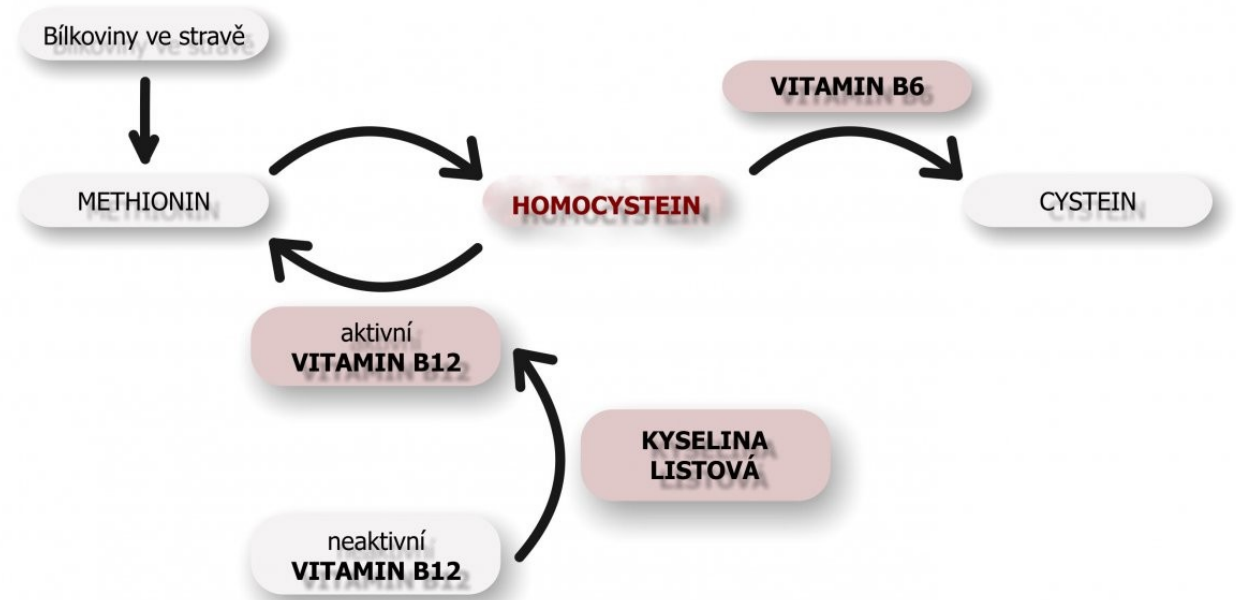 Bílkoviny ve stravě
VITAMIN B6
METHIONIN
HOMOCYSTEIN
CYSTEIN
aktivní
VITAMIN B12
KYSELINA
LISTOVÁ
neaktivní
VITAMIN B12